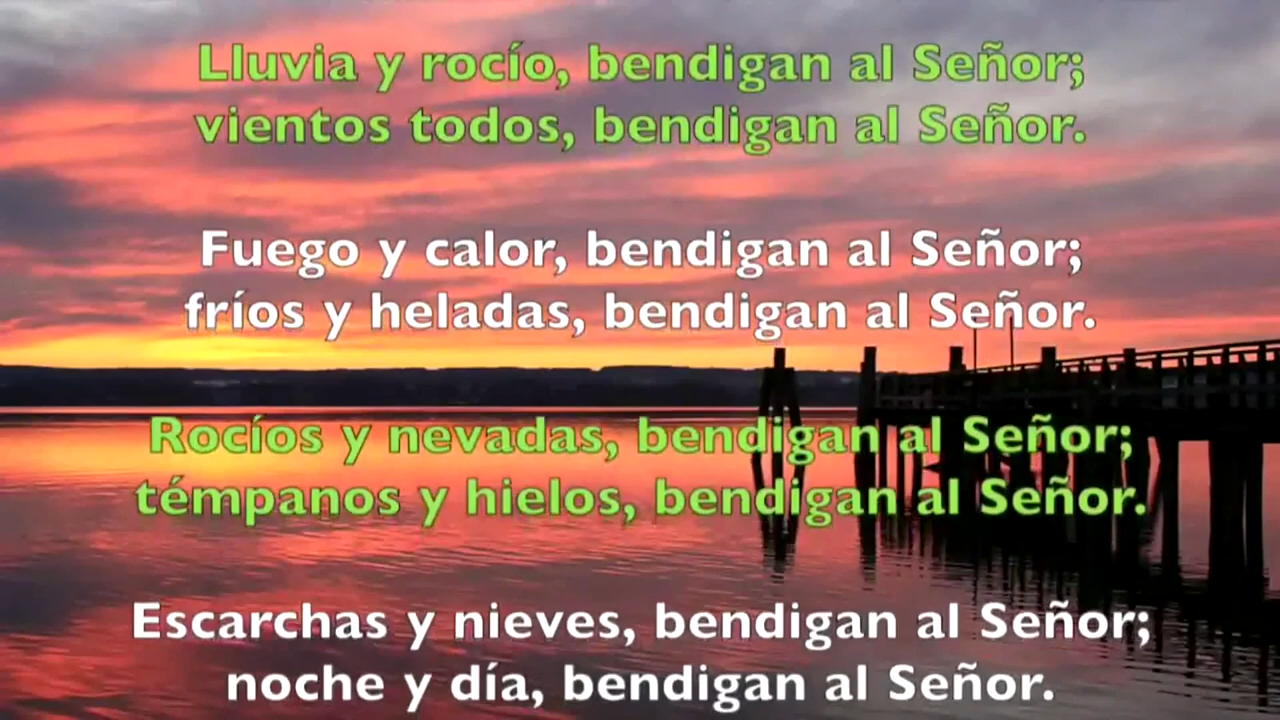 Lluvia y rocío, bendigan al Señor;
vientos todos, bendigan al Señor.
Fuego y calor, bendigan al Señor;
fríos y heladas, bendigan al Señor.
Rocíos y nevadas, bendigan al Señor;
témpanos y hielos, bendigan al Señor.
Escarchas y nieves, bendigan al Señor;
noche y día, bendigan al Señor.